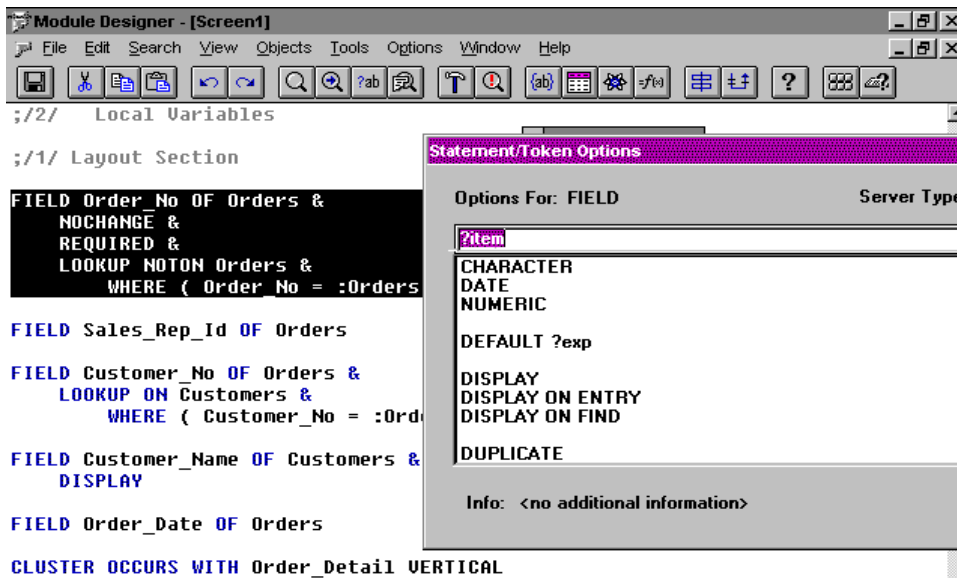 Module Designer - [Screen1]
File Edit Search View Objects Tools Options Window Help
?ab {ab} =f(x) ? ?
;/2/ Local Variables
;/1/ Layout Section
FIELD Order_No OF Orders &
NOCHANGE &
REQUIRED &
LOOKUP NOTON Orders &
WHERE ( Order_No = :Orders
FIELD Sales_Rep_Id OF Orders
FIELD Customer_No OF Orders &
LOOKUP ON Customers &
WHERE ( Customer_No = :Orde
FIELD Customer_Name OF Customers &
DISPLAY
FIELD Order_Date OF Orders
CLUSTER OCCURS WITH Order_Detail VERTICAL
Statement/Token Options
Options For: FIELD Server Type
?item
CHARACTER
DATE
NUMERIC
DEFAULT ?exp
DISPLAY
DISPLAY ON ENTRY
DISPLAY ON FIND
DUPLICATE
Info: <no additional information>